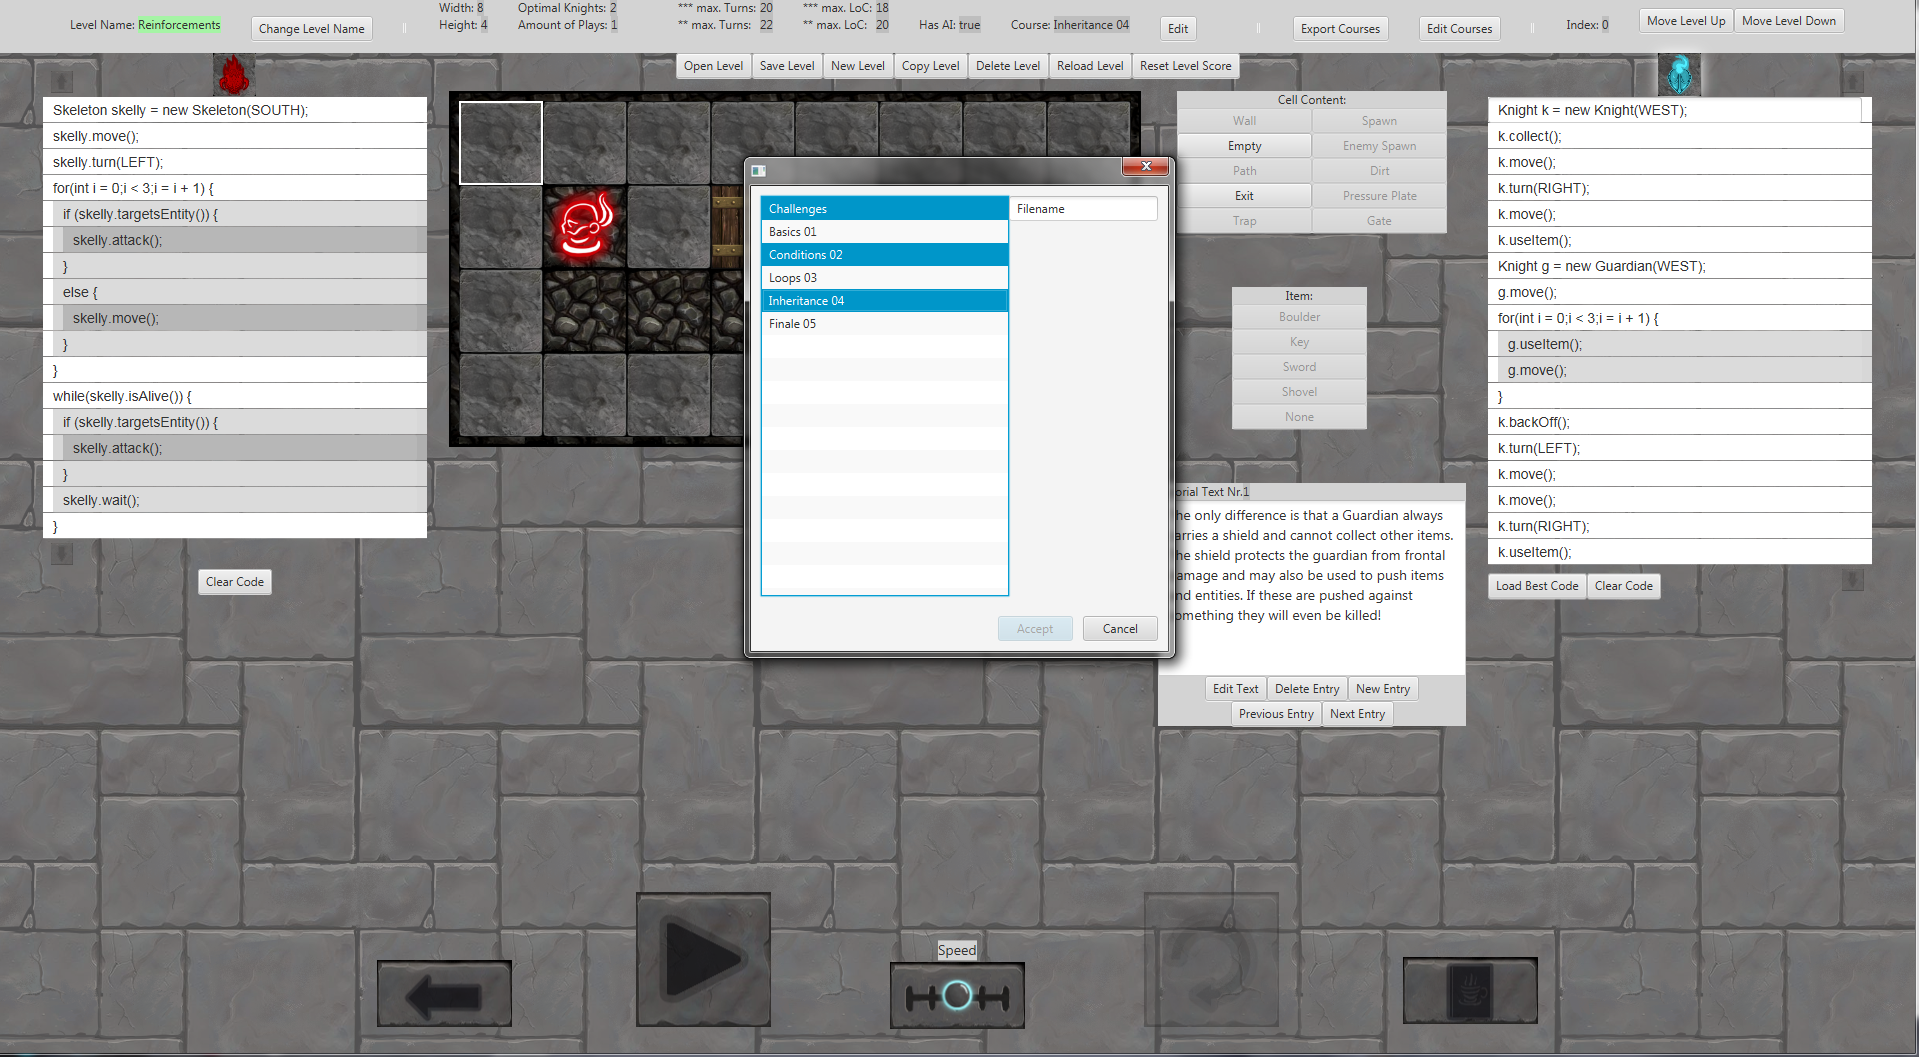 Level Name: Reinforcements
Change Level Name
Width: 8
Height: 4
Optimal Knights: 2
Amount of Plays: 1
*** max. Turns: 20
** max. Turns: 22
*** max. LoC: 18
** max. LoC: 20
Has AI: true
Course: Inheritance 04
Edit
Export Courses
Edit Courses
Index: 0
Move Level Up
Move Level Down
Open Level
Save Level
New Level
Copy Level
Delete Level
Reload Level
Reset Level Score
Skeleton skelly = new Skeleton(SOUTH);
skelly.move();
skelly.turn(LEFT);
for(int i = 0;i < 3;i = i + 1) {
if (skelly.targetsEntity()) {
skelly.attack();
}
else {
skelly.move();
}
}
while(skelly.isAlive()) {
if (skelly.targetsEntity()) {
skelly.attack();
}
skelly.wait();
}
Clear Code
Challenges
Basics 01
Conditions 02
Loops 03
Inheritance 04
Finale 05
Filename
Accept
Cancel
Cell Content:
Wall
Spawn
Empty
Enemy Spawn
Path
Dirt
Exit
Pressure Plate
Trap
Gate
Item:
Boulder
Key
Sword
Shovel
None
orial Text Nr.1
he only difference is that a Guardian always
arries a shield and cannot collect other items.
he shield protects the guardian from frontal
amage and may also be used to push items
nd entities. If these are pushed against
omething they will even be killed!
Edit Text
Delete Entry
New Entry
Previous Entry
Next Entry
Knight k = new Knight(WEST);
k.collect();
k.move();
k.turn(RIGHT);
k.move();
k.useItem();
Knight g = new Guardian(WEST);
g.move();
for(int i = 0;i < 3;i = i + 1) {
g.useItem();
g.move();
}
k.backOff();
k.turn(LEFT);
k.move();
k.move();
k.turn(RIGHT);
k.useItem();
Load Best Code
Clear Code
Speed